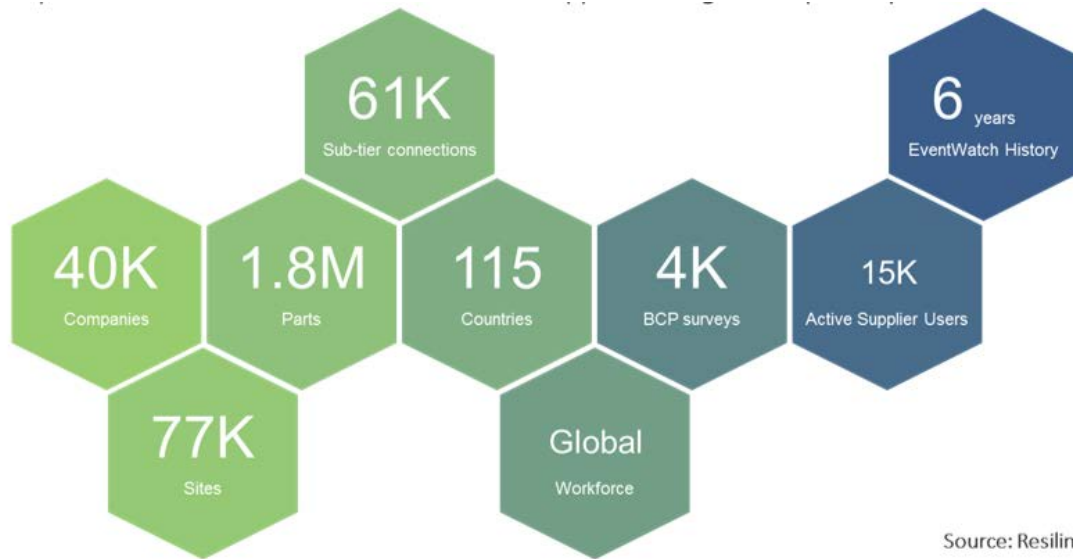 61K
Sub-tier connections
6 years
EventWatch History
40K
Companies
1.8M
Parts
115
Countries
4K
BCP surveys
15K
Active Supplier Users
77K
Sites
Global
Workforce
Source: Resilin